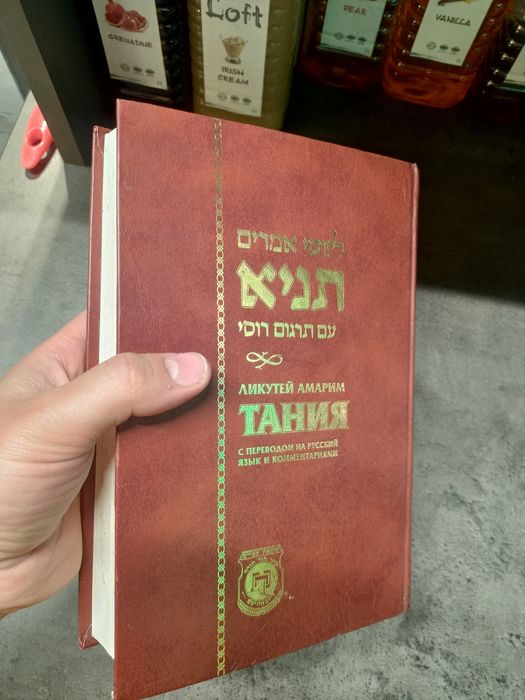 GRENADINE
Loft
IRISH
CREAM
PEAR
VANILLA
לקוטי אמרים
תניא
עם תרגום רוסי
ЛИКУТЕЙ АМАРИМ
ТАНИЯ
С ПЕРЕВОДОМ НА РУССКИЙ
ЯЗЫК И КОММЕНТАРИЯМИ